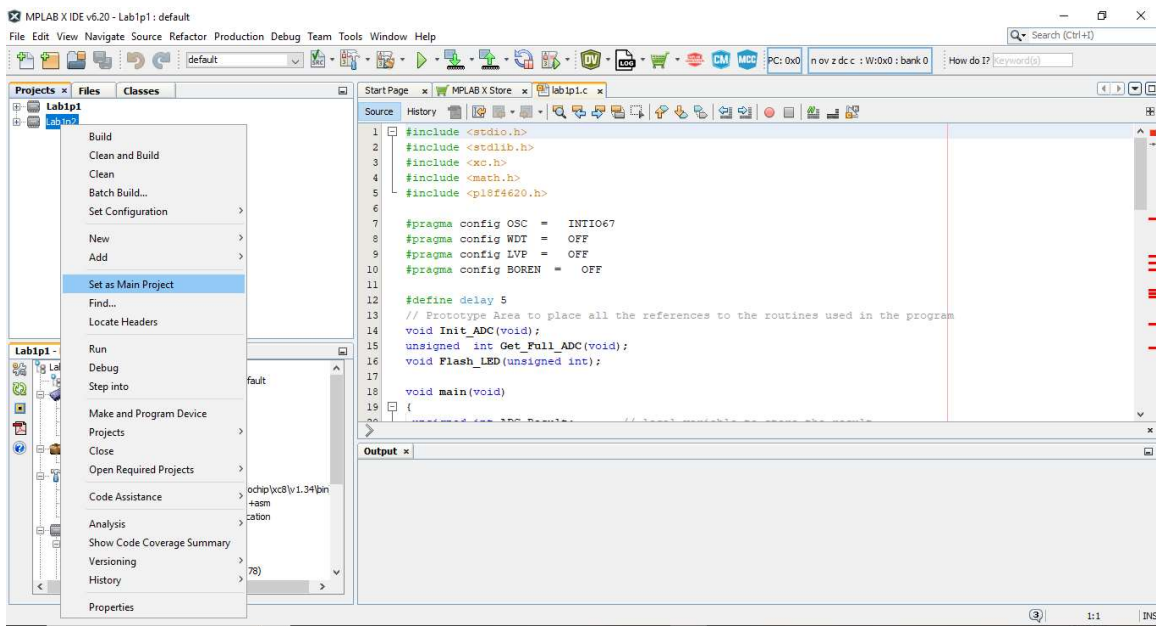 MPLAB X IDE v6.20 - Lab1p1 : default
File Edit View Navigate Source Refactor Production Debug Team Tools Window Help
Search (Ctrl+I)
default
PC: 0x0
n ov z dc c : W:0x0 : bank 0
How do I?
Keyword(s)
Projects
Files
Classes
Lab1p1
Lab1p2
Build
Clean and Build
Clean
Batch Build...
Set Configuration
New
Add
Set as Main Project
Find...
Locate Headers
Run
Debug
Step into
Make and Program Device
Projects
Close
Open Required Projects
Code Assistance
Analysis
Show Code Coverage Summary
Versioning
History
Properties
Lab1p1 -
fault
ochip\xc8\v1.34\bin
+asm
cation
78)
Start Page
MPLAB X Store
lab1p1.c
Source
History
1 #include <stdio.h>
2 #include <stdlib.h>
3 #include <xc.h>
4 #include <math.h>
5 #include <p18f4620.h>
6
7 #pragma config OSC = INTIO67
8 #pragma config WDT = OFF
9 #pragma config LVP = OFF
10 #pragma config BOREN = OFF
11
12 #define delay 5
13 // Prototype Area to place all the references to the routines used in the program
14 void Init_ADC(void);
15 unsigned int Get_Full_ADC(void);
16 void Flash_LED(unsigned int);
17
18 void main(void)
19 {
Output
3
1:1
INS